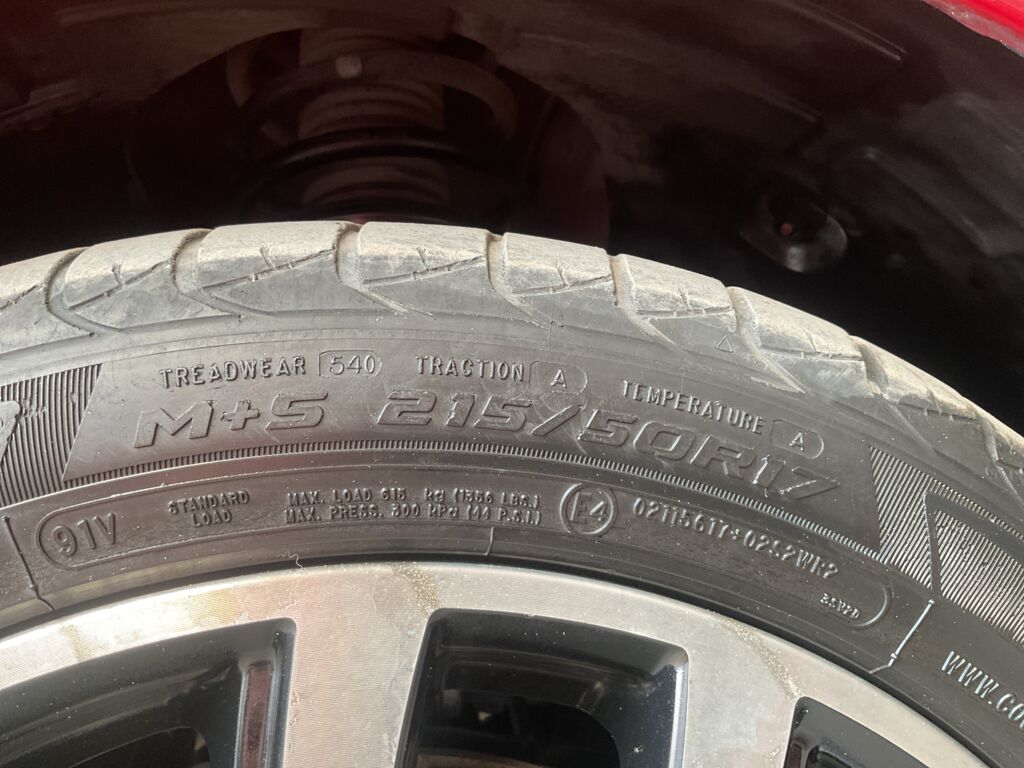 TREADWEAR 540 TRACTION A TEMPERATURE A
M+S 215/50R17
91V
STANDARD
LOAD
MAX. LOAD 615 kg (1356 LBS.)
MAX. PRESS. 300 kPa (44 P.S.I.)
E4
WWW.CO